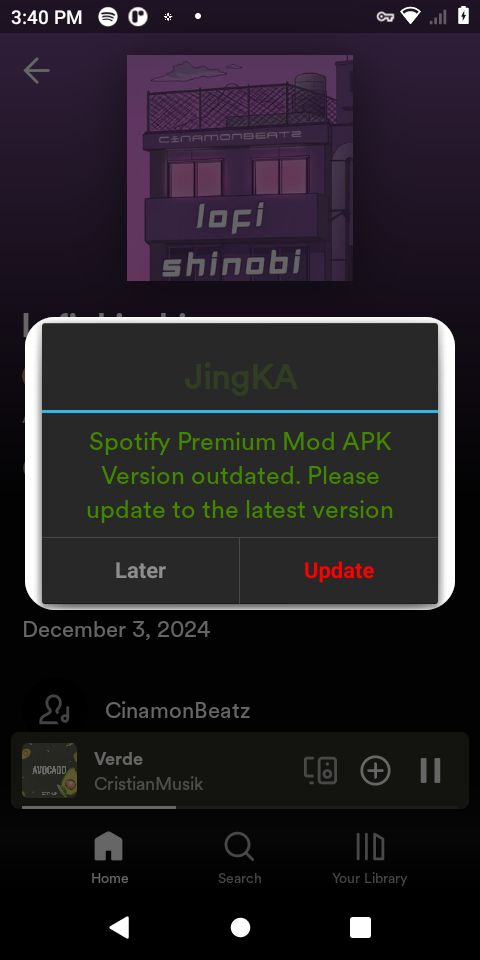 3:40 PM
CINAMONBEATZ
lofi
shinobi
JingKA
Spotify Premium Mod APK
Version outdated. Please
update to the latest version
Later
Update
December 3, 2024
CinamonBeatz
AVOCADO
Verde
CristianMusik
Home
Search
Your Library